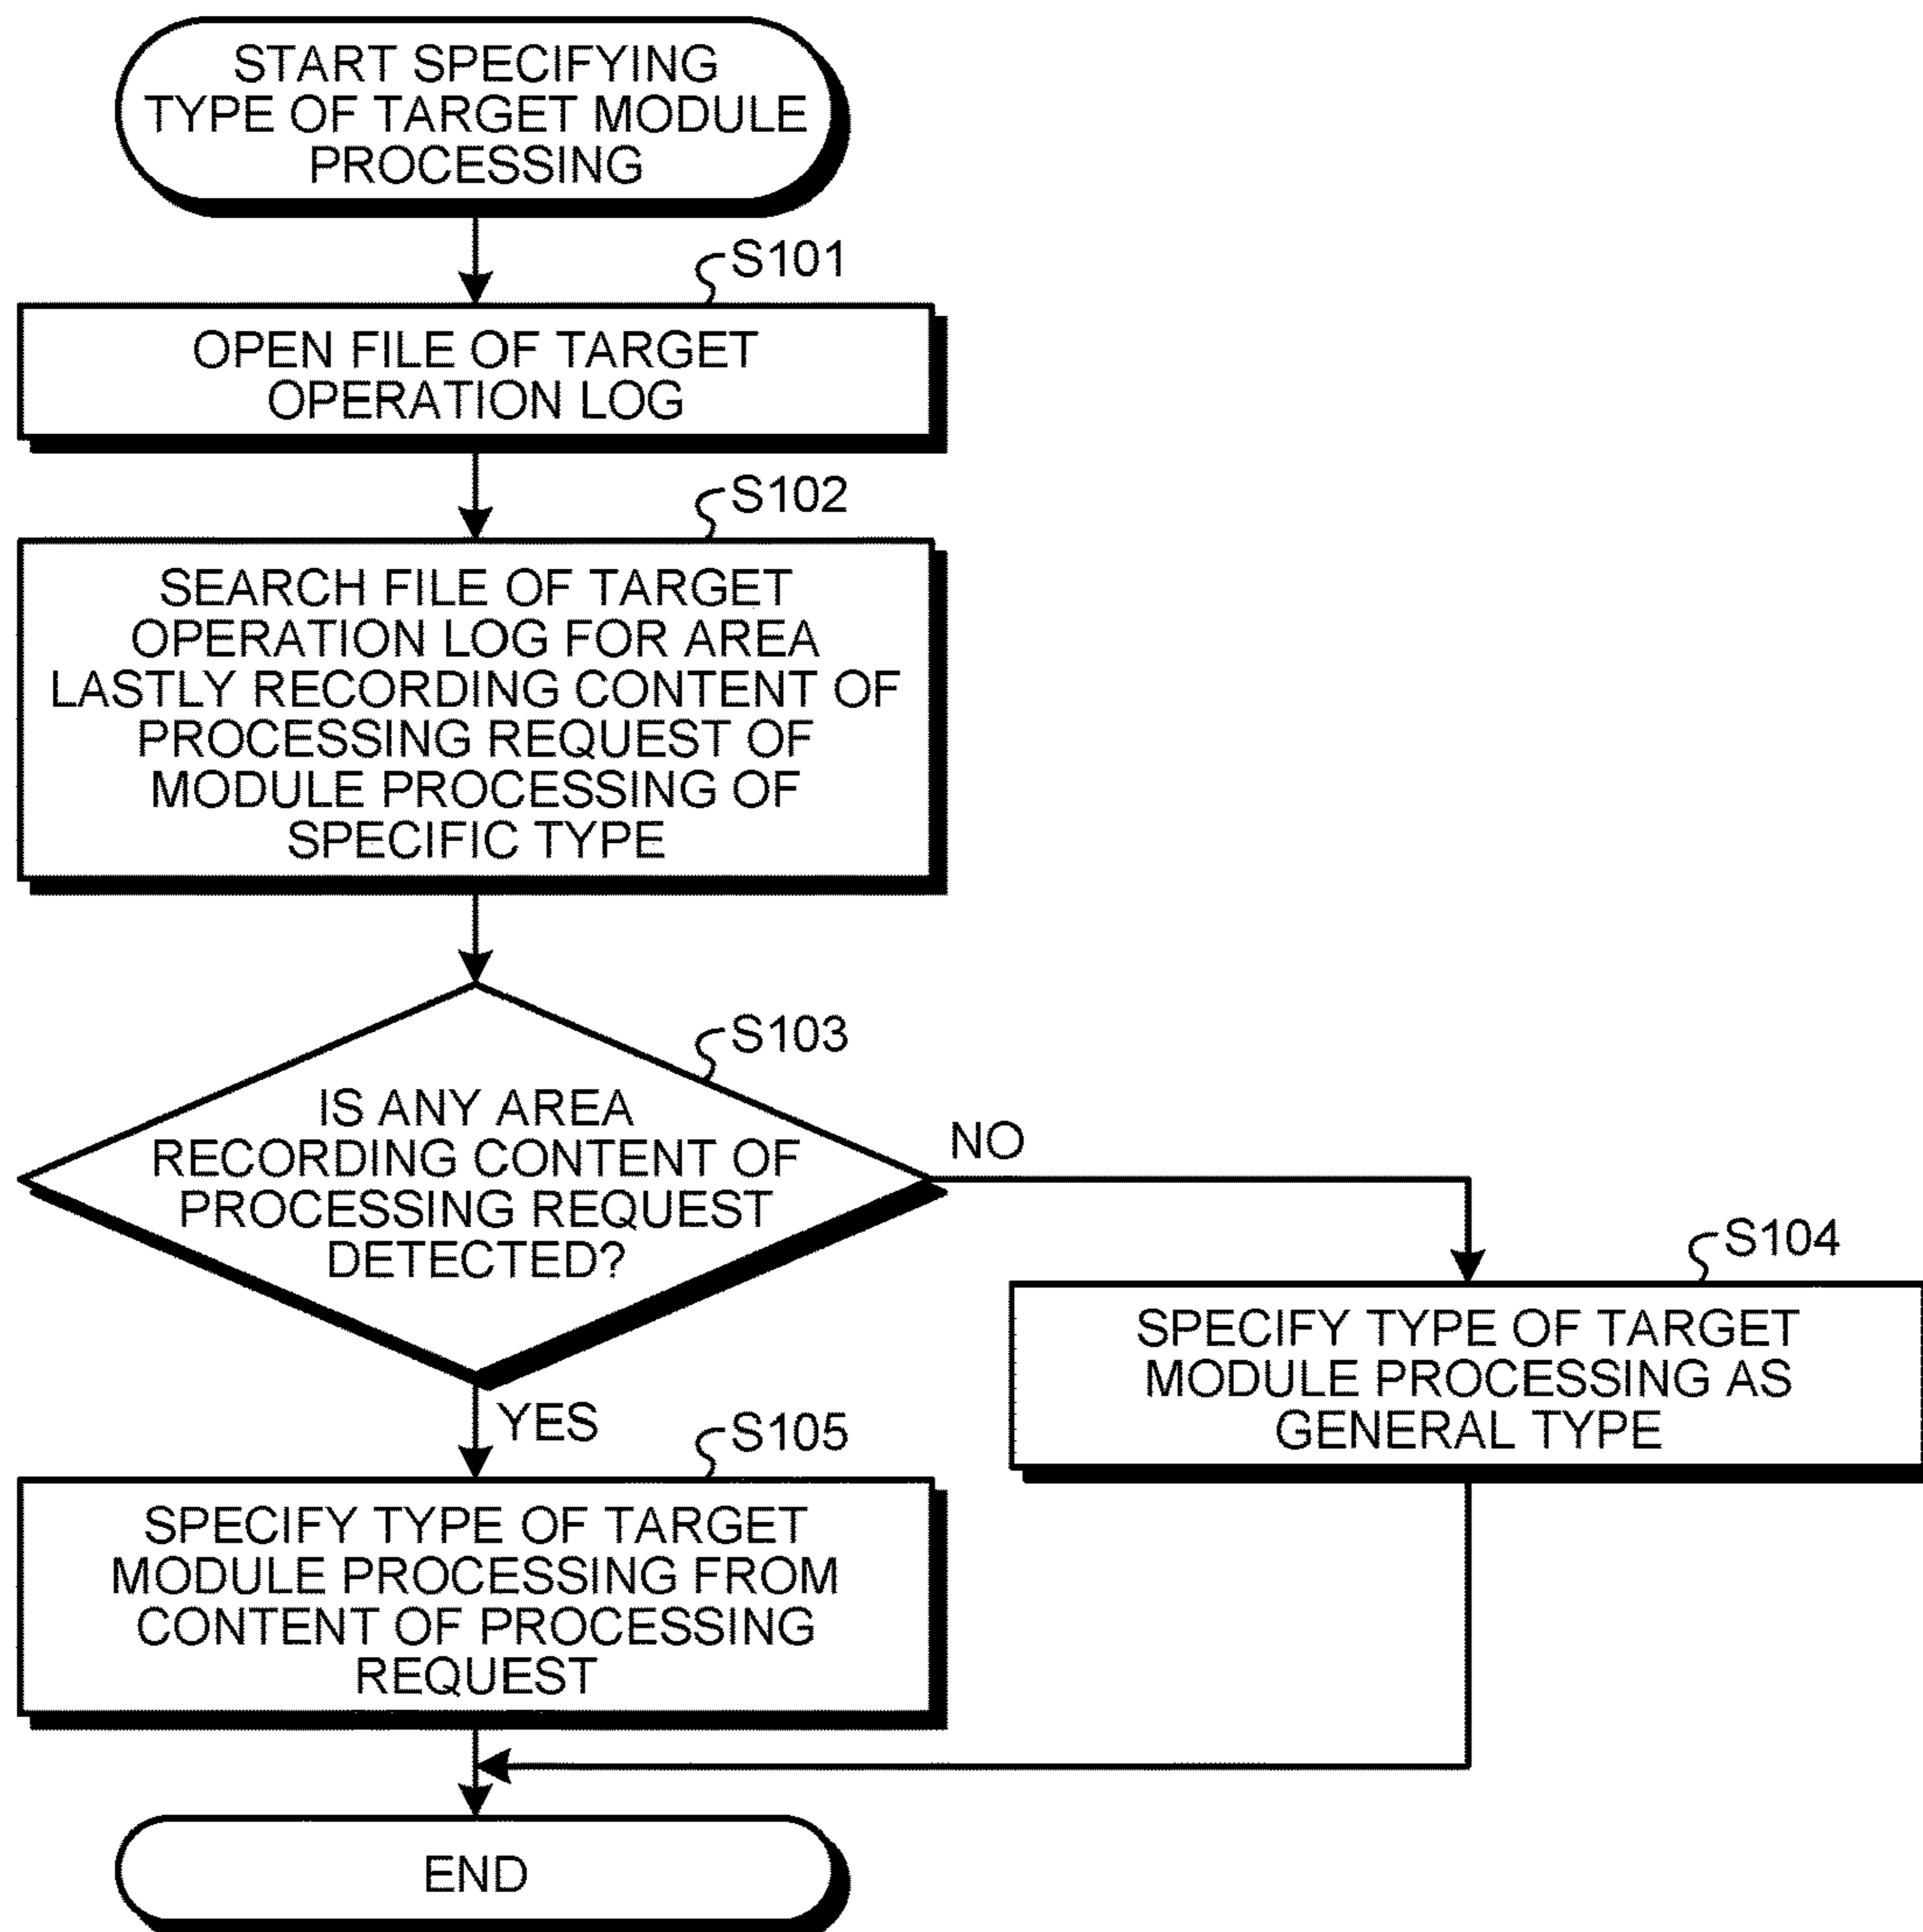 START SPECIFYING
TYPE OF TARGET MODULE
PROCESSING
S101
OPEN FILE OF TARGET
OPERATION LOG
S102
SEARCH FILE OF TARGET
OPERATION LOG FOR AREA
LASTLY RECORDING CONTENT OF
PROCESSING REQUEST OF
MODULE PROCESSING OF
SPECIFIC TYPE
S103
IS ANY AREA
RECORDING CONTENT OF
PROCESSING REQUEST
DETECTED?
NO
S104
SPECIFY TYPE OF TARGET
MODULE PROCESSING AS
GENERAL TYPE
YES
S105
SPECIFY TYPE OF TARGET
MODULE PROCESSING FROM
CONTENT OF PROCESSING
REQUEST
END